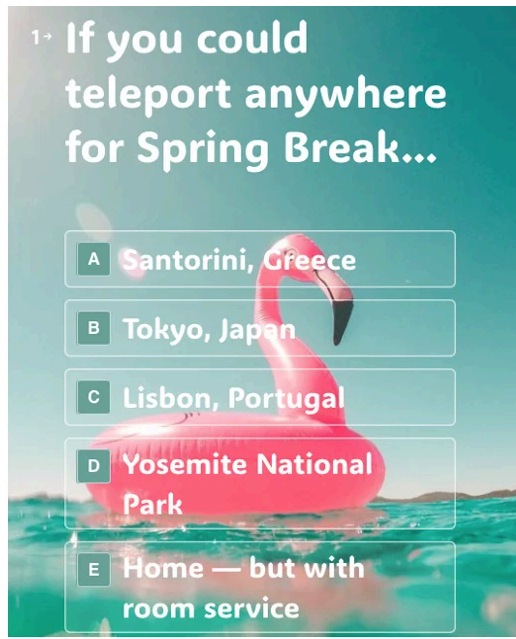 1→ If you could
teleport anywhere
for Spring Break...
A Santorini, Greece
B Tokyo, Japan
C Lisbon, Portugal
D Yosemite National
Park
E Home — but with
room service